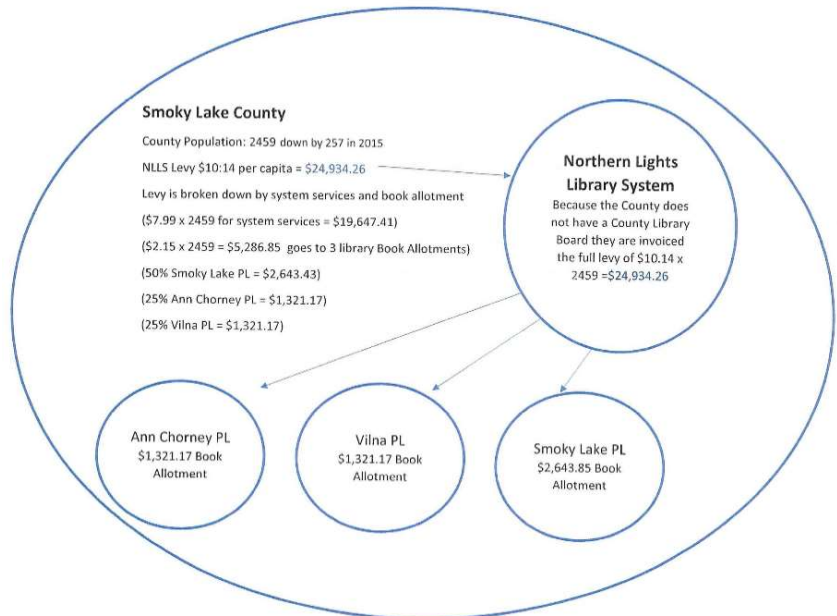 Smoky Lake County
County Population: 2459 down by 257 in 2015
NLLS Levy $10:14 per capita = $24,934.26
Levy is broken down by system services and book allotment
($7.99 x 2459 for system services = $19,647.41)
($2.15 x 2459 = $5,286.85 goes to 3 library Book Allotments)
(50% Smoky Lake PL = $2,643.43)
(25% Ann Chorney PL = $1,321.17)
(25% Vilna PL = $1,321.17)
Northern Lights
Library System
Because the County does
not have a County Library
Board they are invoiced
the full levy of $10.14 x
2459 =$24,934.26
Ann Chorney PL
$1,321.17 Book
Allotment
Vilna PL
$1,321.17 Book
Allotment
Smoky Lake PL
$2,643.85 Book
Allotment